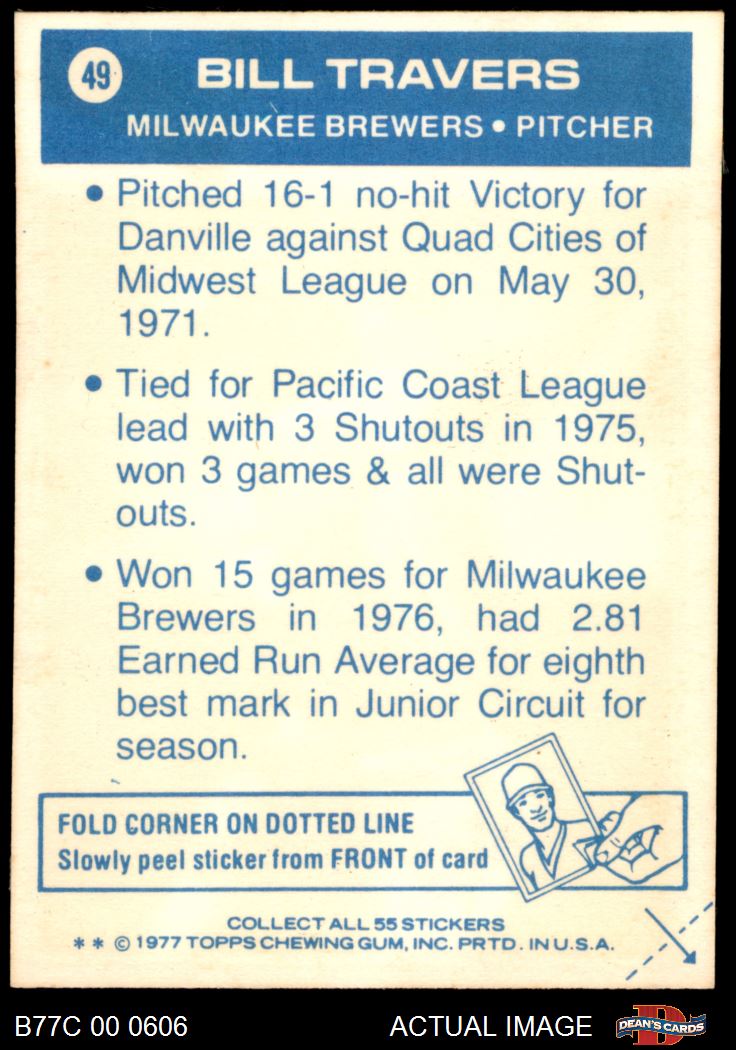 49
BILL TRAVERS
MILWAUKEE BREWERS • PITCHER
• Pitched 16-1 no-hit Victory for
Danville against Quad Cities of
Midwest League on May 30,
1971.
• Tied for Pacific Coast League
lead with 3 Shutouts in 1975,
won 3 games & all were Shut-
outs.
• Won 15 games for Milwaukee
Brewers in 1976, had 2.81
Earned Run Average for eighth
best mark in Junior Circuit for
season.
FOLD CORNER ON DOTTED LINE
Slowly peel sticker from FRONT of card
COLLECT ALL 55 STICKERS
** © 1977 TOPPS CHEWING GUM, INC. PRTD. IN U.S.A.
B77C 00 0606
ACTUAL IMAGE
D
DEAN'S CARDS